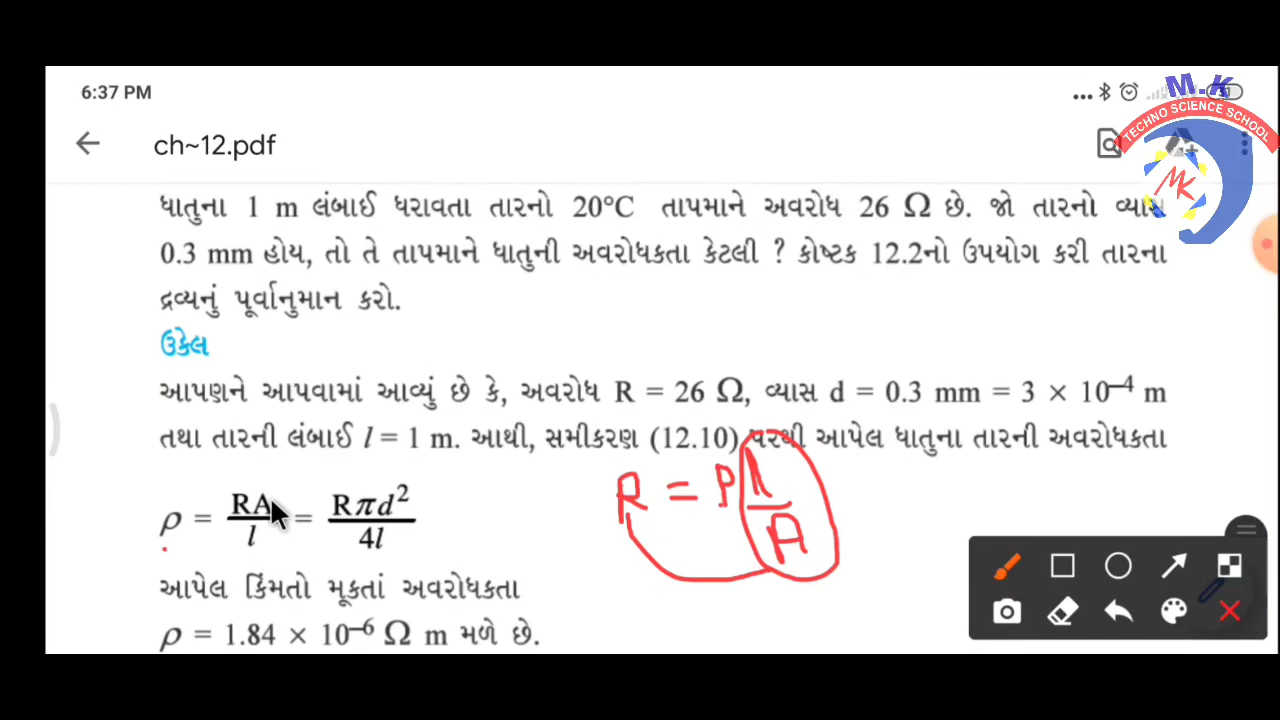 6:37 PM
M.K
TECHNO SCIENCE SCHOOL
MK
ch~12.pdf
ધાતુના 1 m લંબાઈ ધરાવતા તારનો 20°C તાપમાને અવરોધ 26 Ω છે. જો તારનો વ્યાસ
0.3 mm હોય, તો તે તાપમાને ધાતુની અવરોધકતા કેટલી ? કોષ્ટક 12.2નો ઉપયોગ કરી તારના
દ્રવ્યનું પૂર્વાનુમાન કરો.
ઉકેલ
આપણને આપવામાં આવ્યું છે કે, અવરોધ R = 26 Ω, વ્યાસ d = 0.3 mm = 3 × 10⁻⁴ m
તથા તારની લંબાઈ l = 1 m. આથી, સમીકરણ (12.10) પરથી આપેલ ધાતુના તારની અવરોધકતા
R = ρ l/A
ρ = RA/l = Rπd²/4l
આપેલ કિંમતો મૂકતાં અવરોધકતા
ρ = 1.84 × 10⁻⁶ Ω m મળે છે.